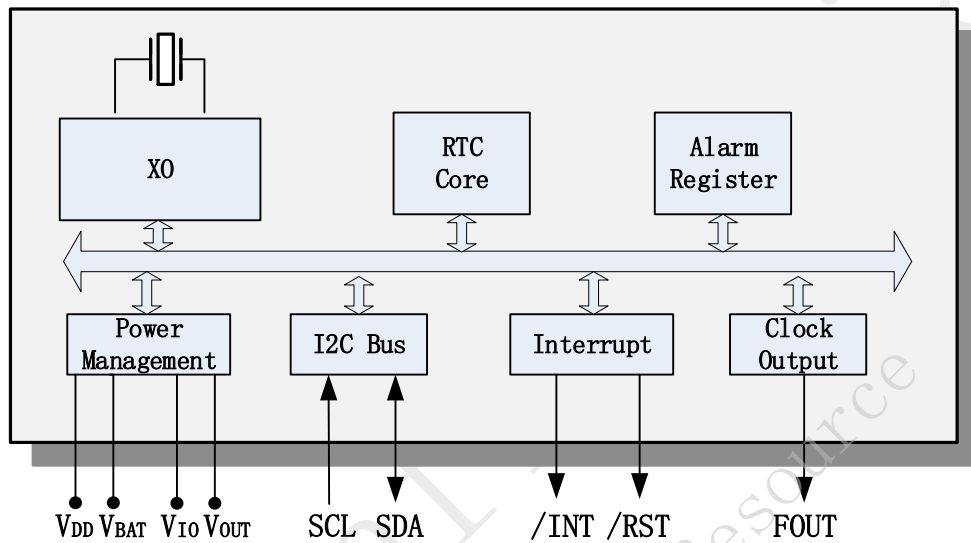 XO
RTC
Core
Alarm
Register
Power
Management
I2C Bus
Interrupt
Clock
Output
VDD VBAT VIO VOUT SCL SDA /INT /RST FOUT